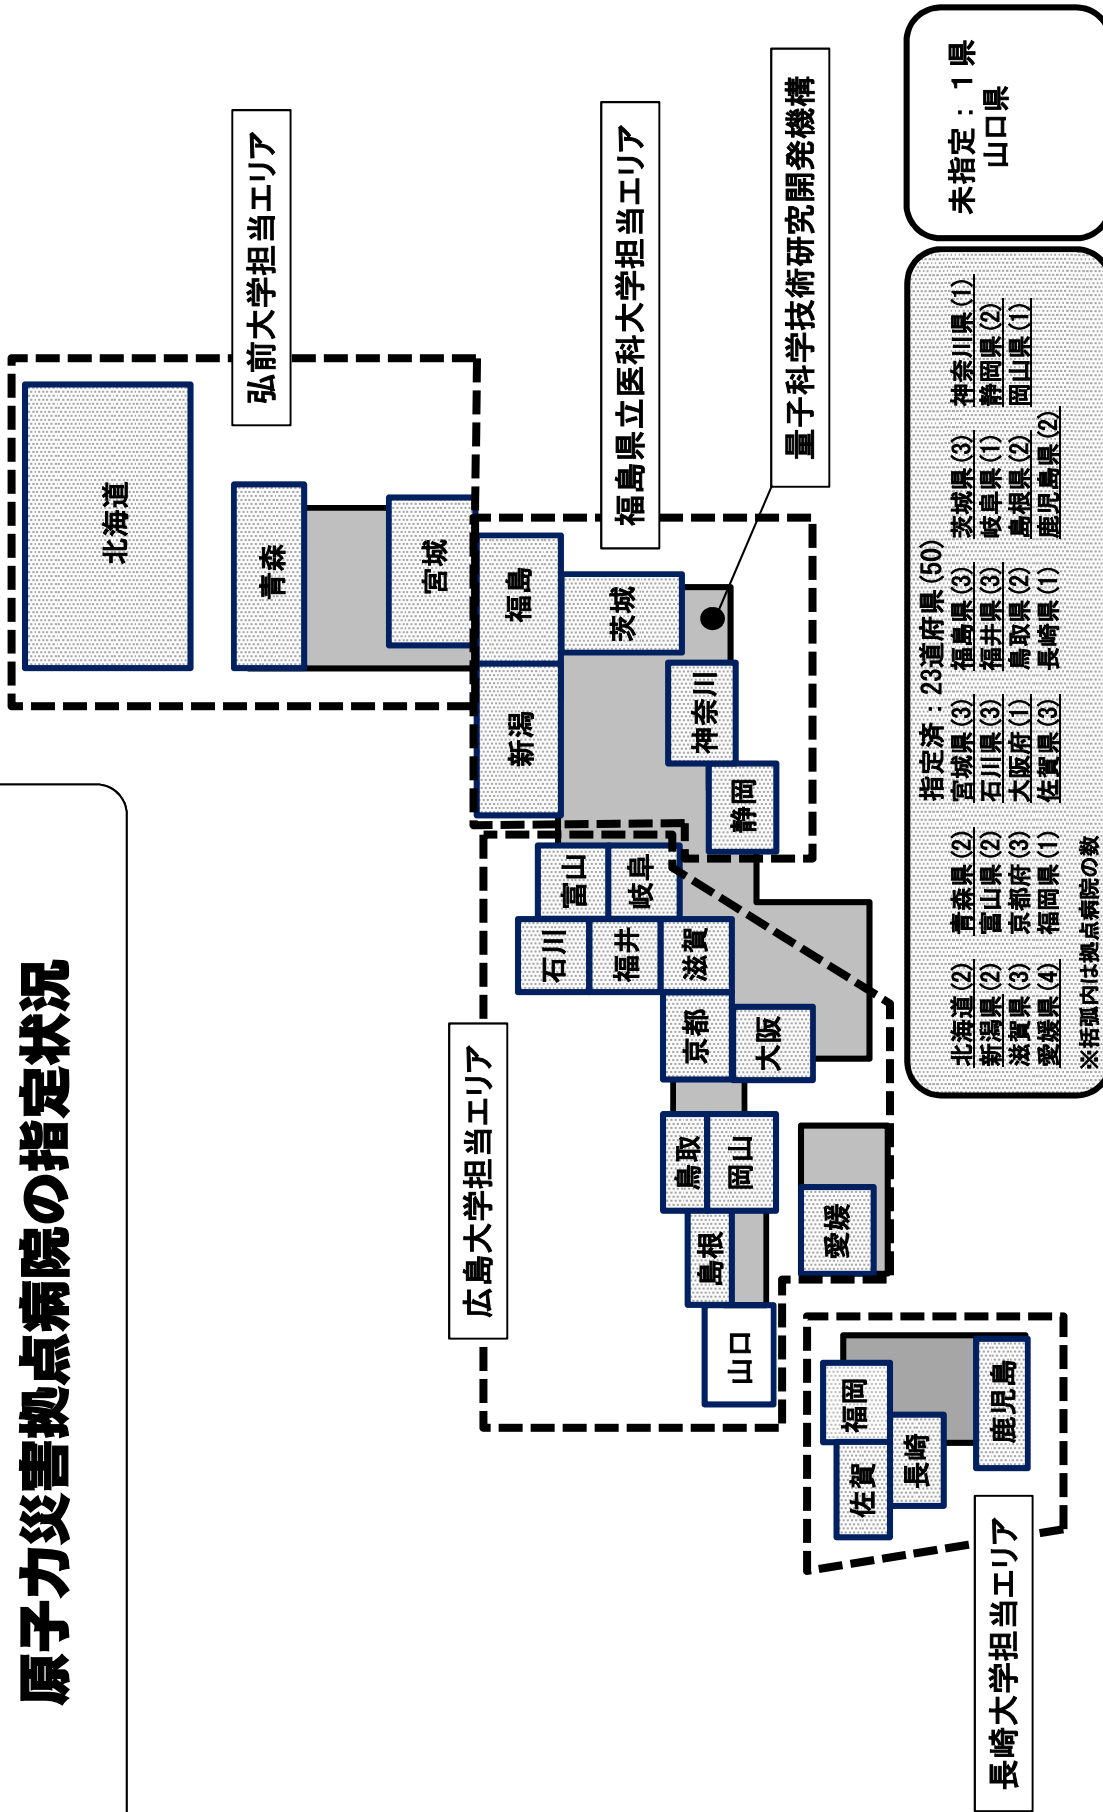 原子力災害拠点病院の指定状況
北海道
青森
宮城
弘前大学担当エリア
福島
新潟
茨城
神奈川
静岡
福島県立医科大学担当エリア
量子科学技術研究開発機構
富山
岐阜
石川
福井
滋賀
京都
大阪
鳥取
岡山
島根
山口
愛媛
広島大学担当エリア
福岡
佐賀
長崎
鹿児島
長崎大学担当エリア
指定済：23道府県(50)
北海道(2) 青森県(2) 宮城県(3) 福島県(3) 茨城県(3) 神奈川県(1)
新潟県(2) 富山県(2) 石川県(3) 福井県(3) 岐阜県(1) 静岡県(2)
滋賀県(3) 京都府(3) 大阪府(1) 鳥取県(2) 島根県(2) 岡山県(1)
愛媛県(4) 福岡県(1) 佐賀県(3) 長崎県(1) 鹿児島県(2)
※括弧内は拠点病院の数
未指定：１県
山口県